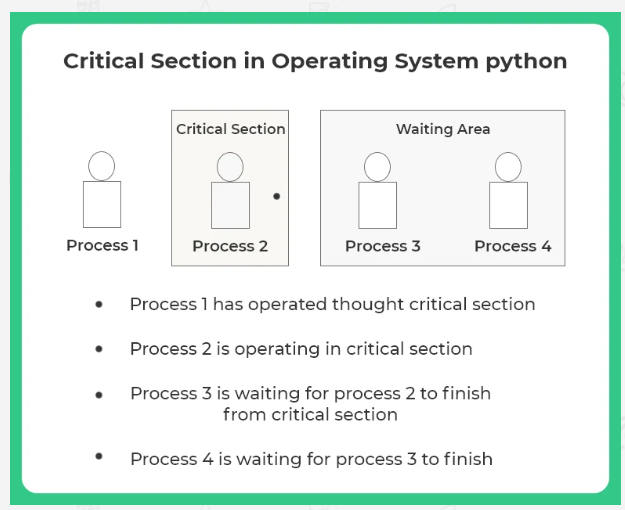 Critical Section in Operating System python
Critical Section
Waiting Area
Process 1
Process 2
Process 3
Process 4
Process 1 has operated thought critical section
Process 2 is operating in critical section
Process 3 is waiting for process 2 to finish
from critical section
Process 4 is waiting for process 3 to finish